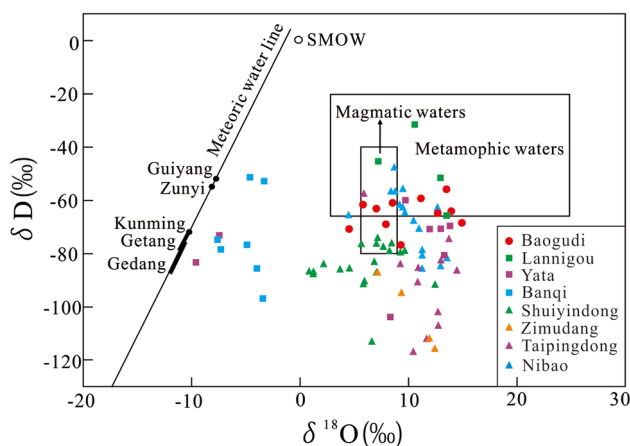 SMOW
Meteoric water line
Magmatic waters
Metamophic waters
Guiyang
Zunyi
Kunming
Getang
Gedang
Baogudi
Lannigou
Yata
Banqi
Shuiyindong
Zimudang
Taipingdong
Nibao
0
-20
-40
-60
-80
-100
-120
δ D(‰)
-20
-10
0
10
20
30
δ ¹⁸O(‰)